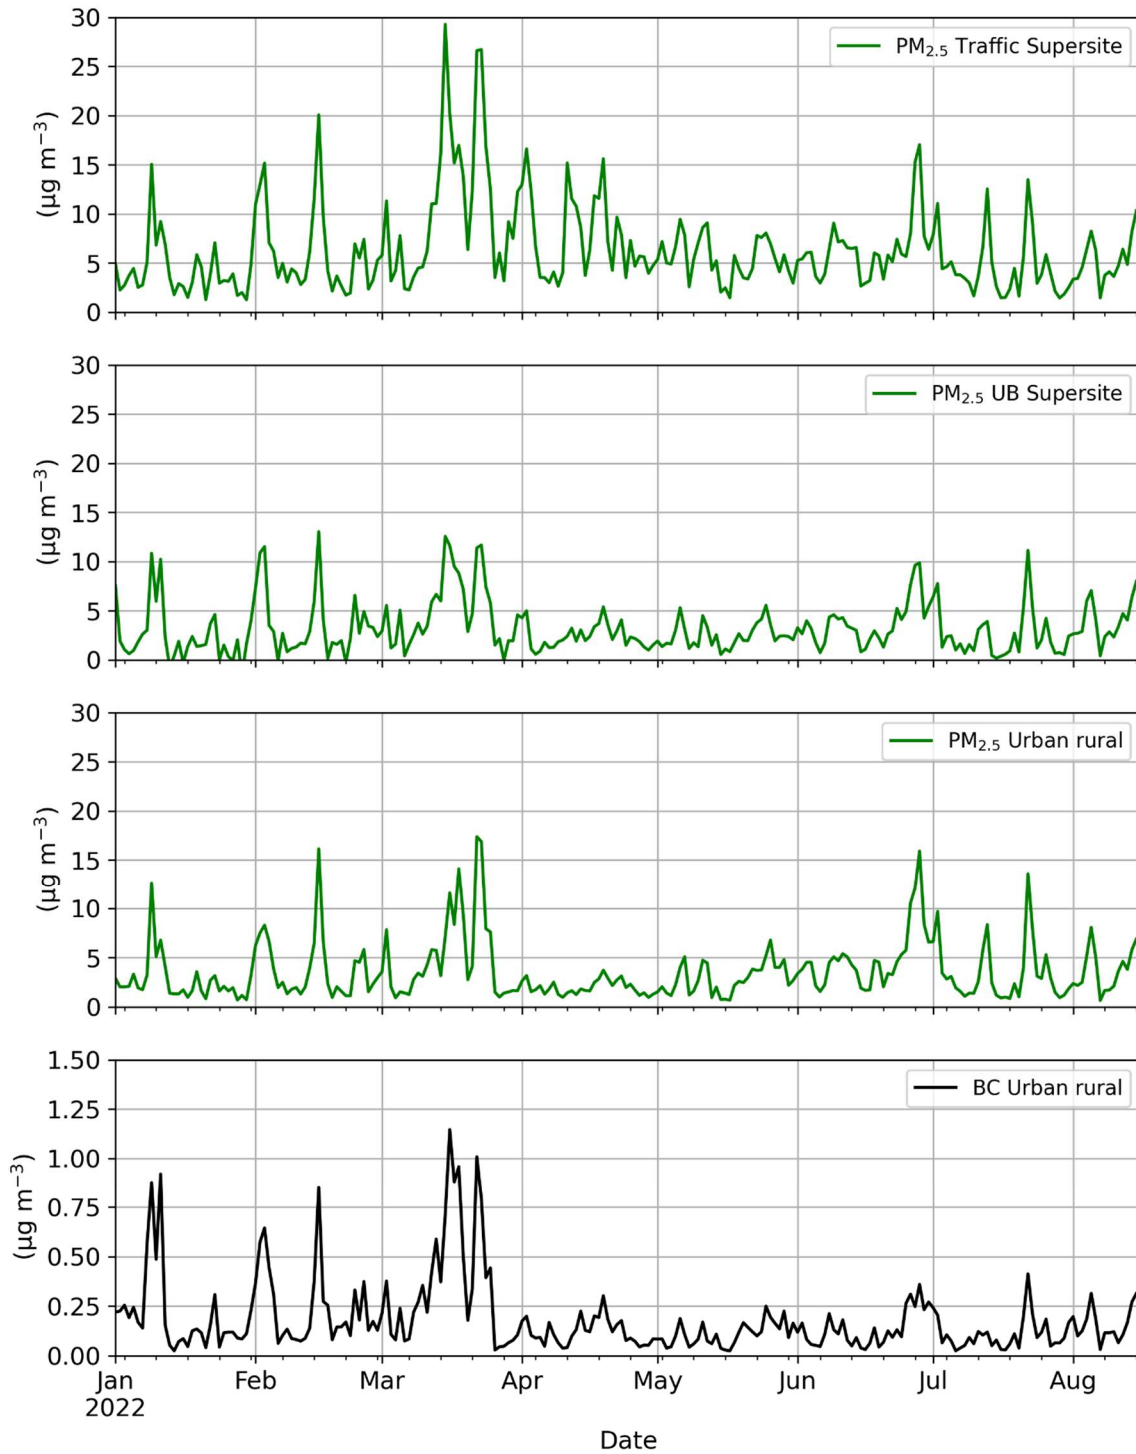 30
25
20
15
10
5
0
(µg m⁻³)
PM₂.₅ Traffic Supersite
30
25
20
15
10
5
0
(µg m⁻³)
PM₂.₅ UB Supersite
30
25
20
15
10
5
0
(µg m⁻³)
PM₂.₅ Urban rural
1.50
1.25
1.00
0.75
0.50
0.25
0.00
(µg m⁻³)
BC Urban rural
Jan Feb Mar Apr May Jun Jul Aug
2022
Date